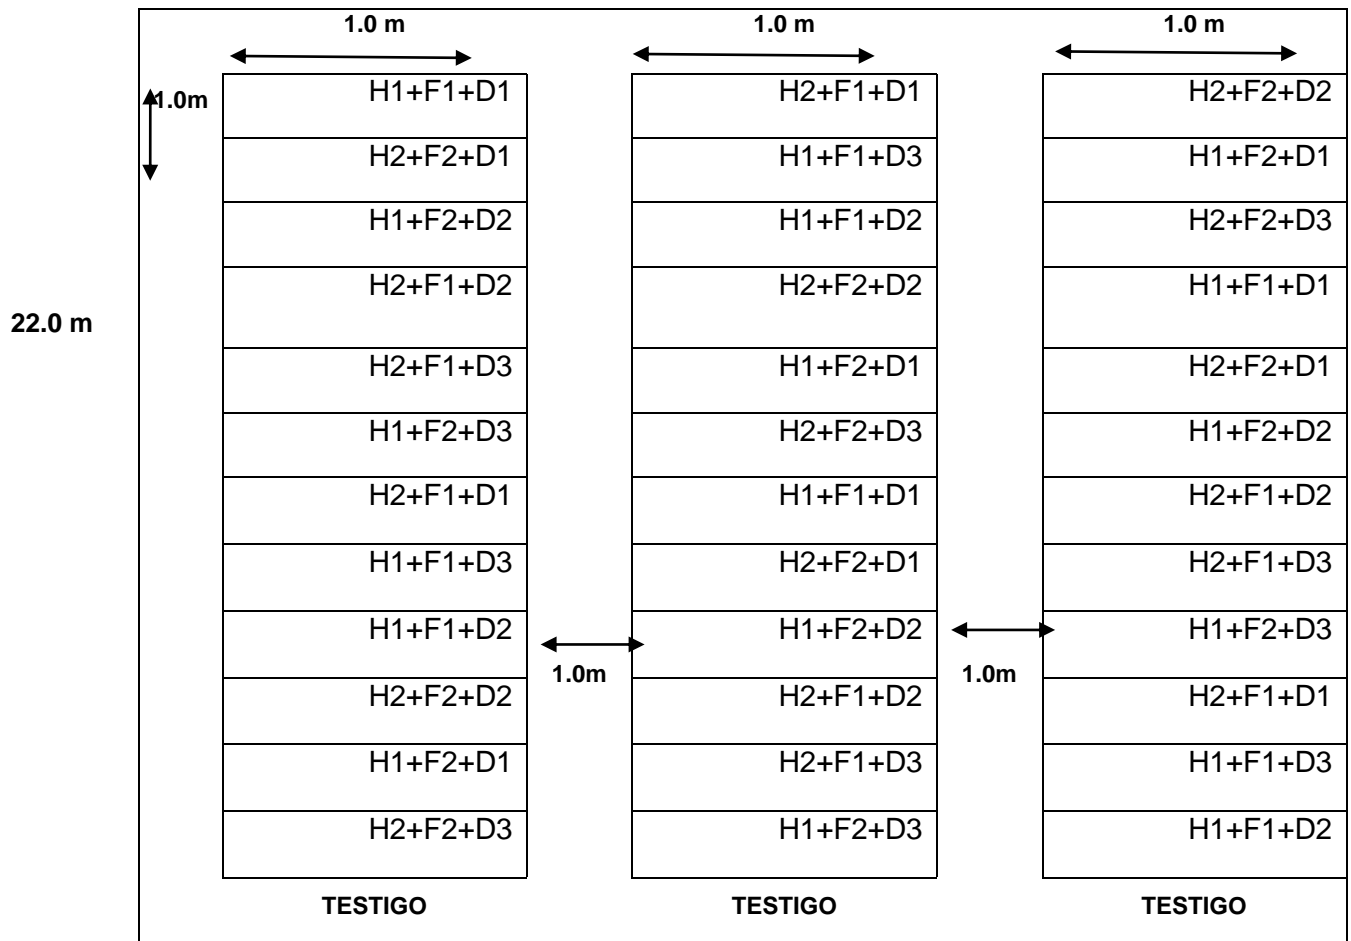 1.0 m 1.0 m 1.0 m
1.0m
H1+F1+D1 H2+F1+D1 H2+F2+D2
H2+F2+D1 H1+F1+D3 H1+F2+D1
H1+F2+D2 H1+F1+D2 H2+F2+D3
H2+F1+D2 H2+F2+D2 H1+F1+D1
22.0 m
H2+F1+D3 H1+F2+D1 H2+F2+D1
H1+F2+D3 H2+F2+D3 H1+F2+D2
H2+F1+D1 H1+F1+D1 H2+F1+D2
H1+F1+D3 H2+F2+D1 H2+F1+D3
H1+F1+D2 H1+F2+D2 H1+F2+D3
1.0m 1.0m
H2+F2+D2 H2+F1+D2 H2+F1+D1
H1+F2+D1 H2+F1+D3 H1+F1+D3
H2+F2+D3 H1+F2+D3 H1+F1+D2
TESTIGO TESTIGO TESTIGO